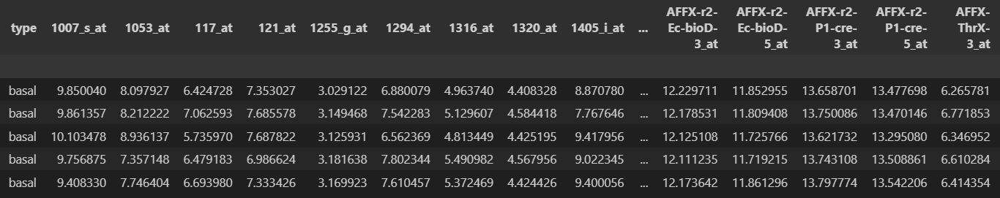 AFFX-r2- AFFX-r2- AFFX-r2- AFFX-r2- AFFX-
type 1007_s_at 1053_at 117_at 121_at 1255_g_at 1294_at 1316_at 1320_at 1405_i_at ... Ec-bioD- Ec-bioD- P1-cre- P1-cre- ThrX-
3_at 5_at 3_at 5_at 3_at
basal 9.850040 8.097927 6.424728 7.353027 3.029122 6.880079 4.963740 4.408328 8.870780 ... 12.229711 11.852955 13.658701 13.477698 6.265781
basal 9.861357 8.212222 7.062593 7.685578 3.149468 7.542283 5.129607 4.584418 7.767646 ... 12.178531 11.809408 13.750086 13.470146 6.771853
basal 10.103478 8.936137 5.735970 7.687822 3.125931 6.562369 4.813449 4.425195 9.417956 ... 12.125108 11.725766 13.621732 13.295080 6.346952
basal 9.756875 7.357148 6.479183 6.986624 3.181638 7.802344 5.490982 4.567956 9.022345 ... 12.111235 11.719215 13.743108 13.508861 6.610284
basal 9.408330 7.746404 6.693980 7.333426 3.169923 7.610457 5.372469 4.424426 9.400056 ... 12.173642 11.861296 13.797774 13.542206 6.414354